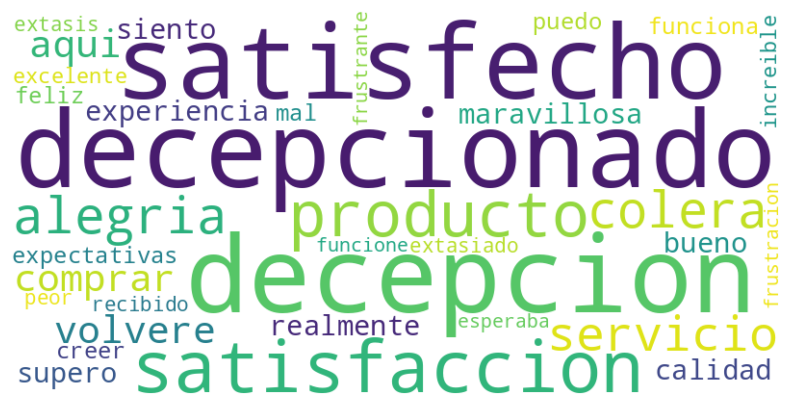 extasis siento puedo funciona
aqui satisfecho frustrante increible
excelente
feliz experiencia mal maravillosa
decepcionado
alegria producto colera
expectativas funcione extasiado bueno frustracion
comprar decepcion
peor recibido
volvere realmente esperaba servicio
creer
supero satisfaccion calidad